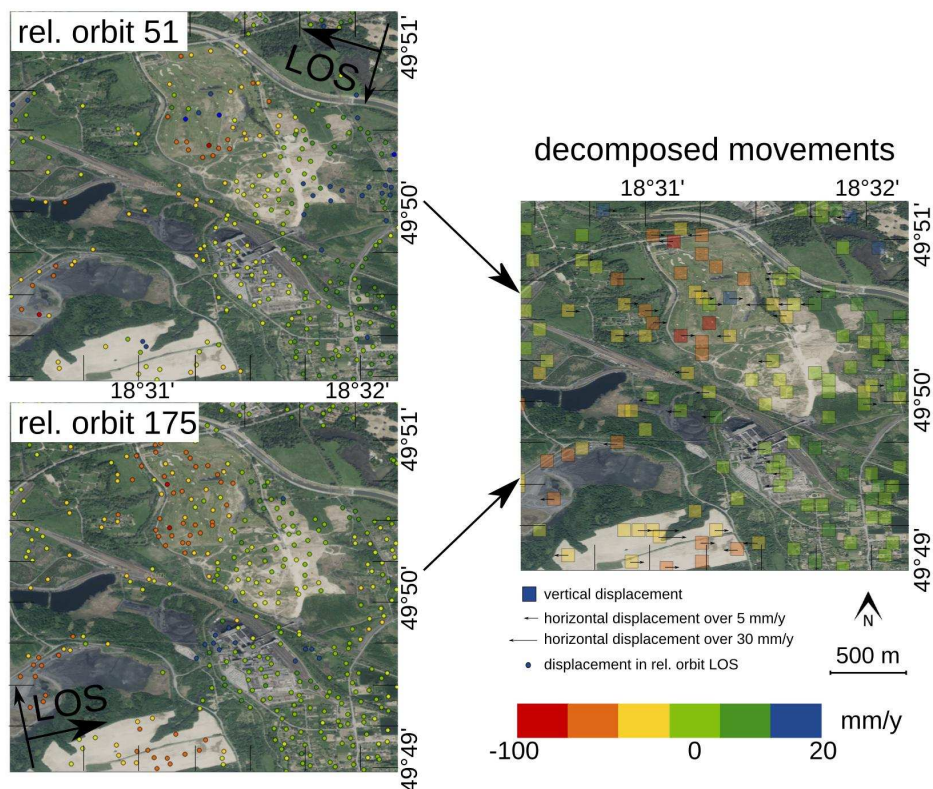 rel. orbit 51
LOS
49°51'
49°50'
18°31'
18°32'
rel. orbit 175
LOS
49°51'
49°50'
49°49'
decomposed movements
18°31'
18°32'
49°51'
49°50'
49°49'
vertical displacement
horizontal displacement over 5 mm/y
horizontal displacement over 30 mm/y
displacement in rel. orbit LOS
N
500 m
mm/y
-100
0
20